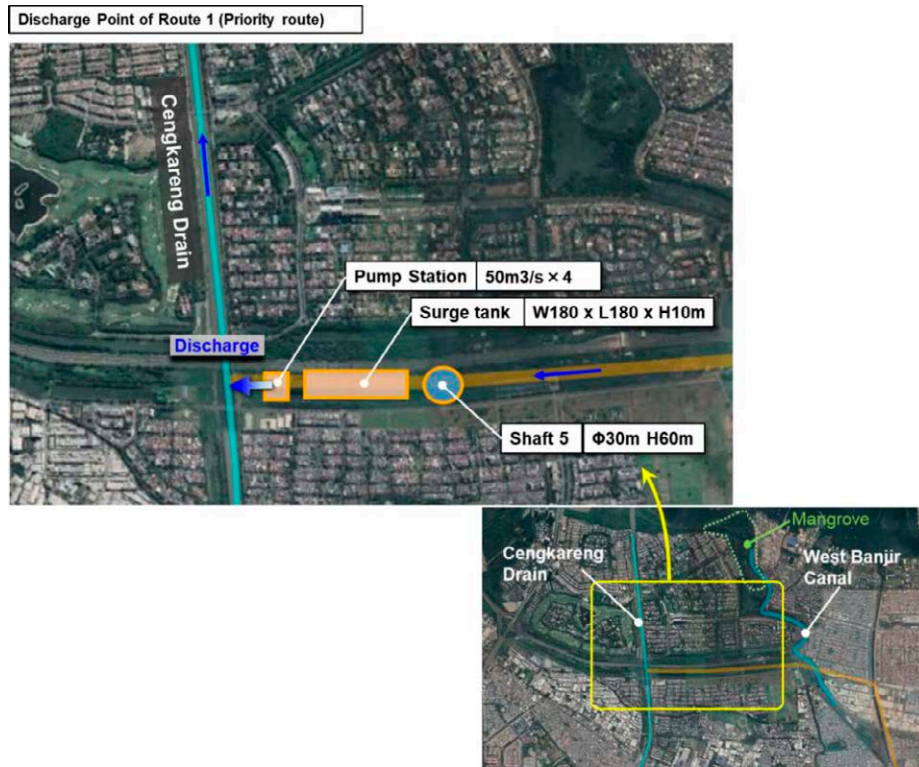 Discharge Point of Route 1 (Priority route)
Cengkareng Drain
Pump Station 50m3/s × 4
Surge tank W180 x L180 x H10m
Discharge
Shaft 5 Φ30m H60m
Mangrove
Cengkareng
Drain
West Banjir
Canal